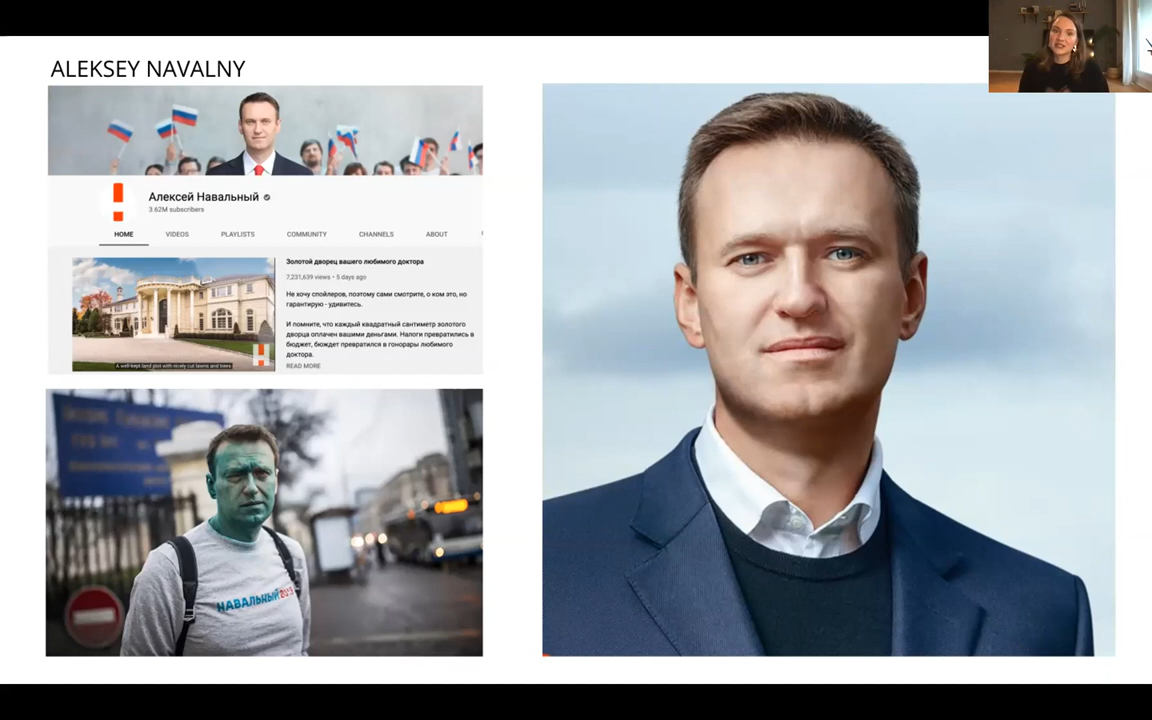 ALEKSEY NAVALNY
Алексей Навальный
3.62M subscribers
HOME VIDEOS PLAYLISTS COMMUNITY CHANNELS ABOUT
Золотой дворец вашего любимого доктора
7,231,639 views • 5 days ago
Не хочу спойлеров, поэтому сами смотрите, о ком это, но
гарантирую - удивитесь.
И помните, что каждый квадратный сантиметр золотого
дворца оплачен вашими деньгами. Налоги превратились в
бюджет, бюждет превратился в гонорары любимого
доктора.
READ MORE
A well-kept land plot with nicely cut lawns and trees
НАВАЛЬНЫЙ